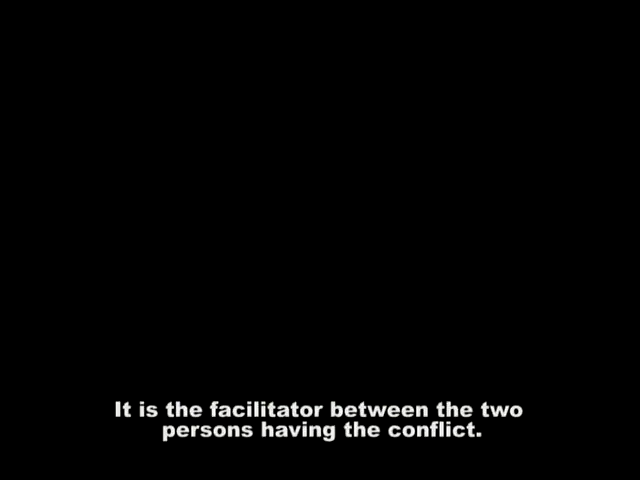 It is the facilitator between the two
persons having the conflict.